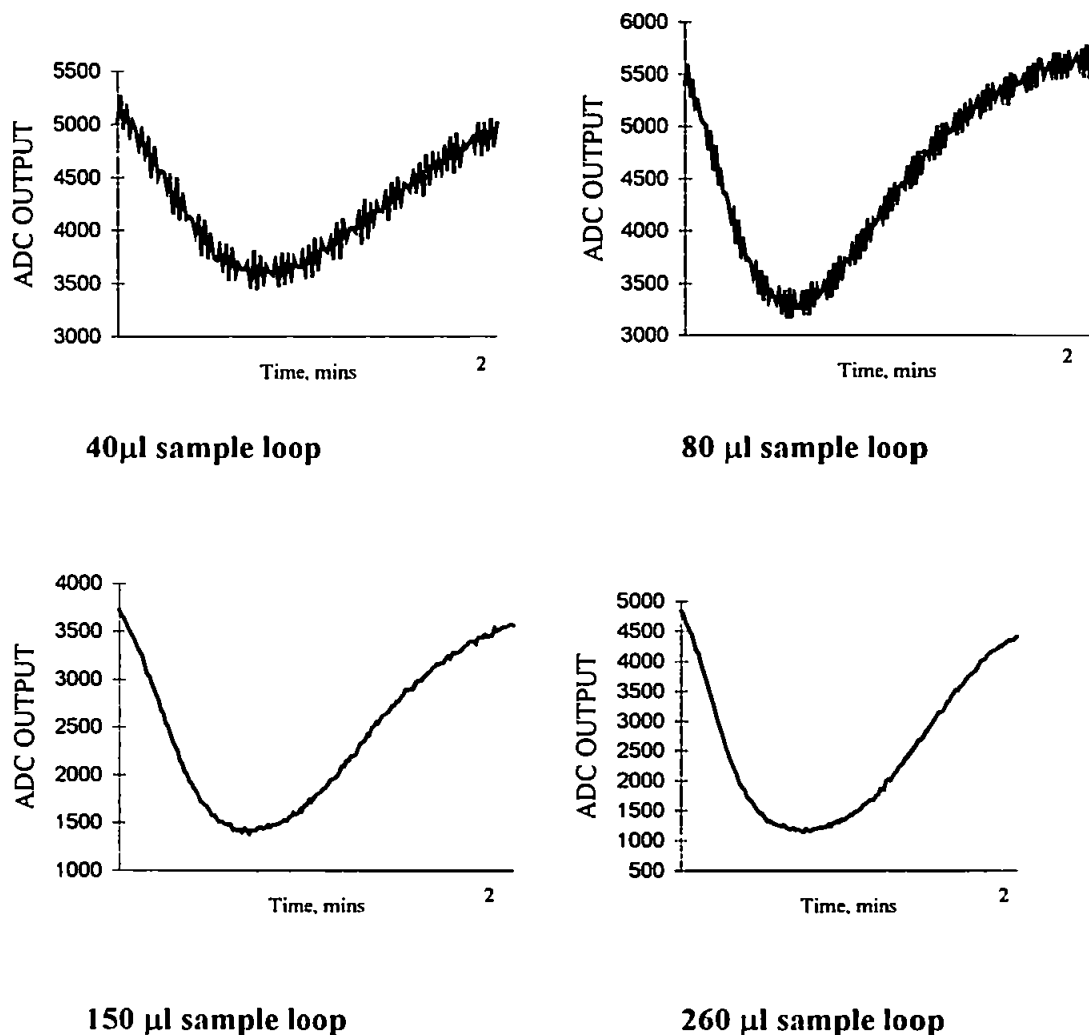 5500
5000
4500
4000
3500
3000
ADC OUTPUT
Time, mins
2
40µl sample loop
6000
5500
5000
4500
4000
3500
3000
ADC OUTPUT
Time, mins
2
80 µl sample loop
4000
3500
3000
2500
2000
1500
1000
ADC OUTPUT
Time, mins
2
150 µl sample loop
5000
4500
4000
3500
3000
2500
2000
1500
1000
500
ADC OUTPUT
Time, mins
2
260 µl sample loop